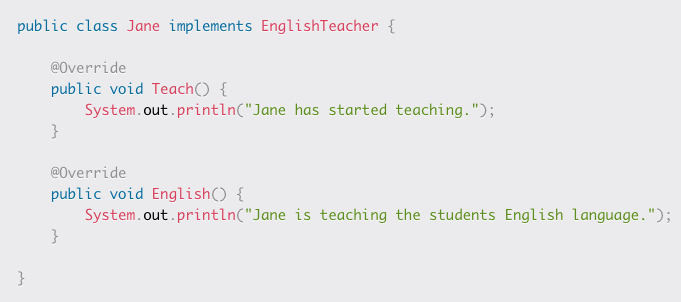 public class Jane implements EnglishTeacher {
@Override
public void Teach() {
System.out.println("Jane has started teaching.");
}
@Override
public void English() {
System.out.println("Jane is teaching the students English language.");
}
}